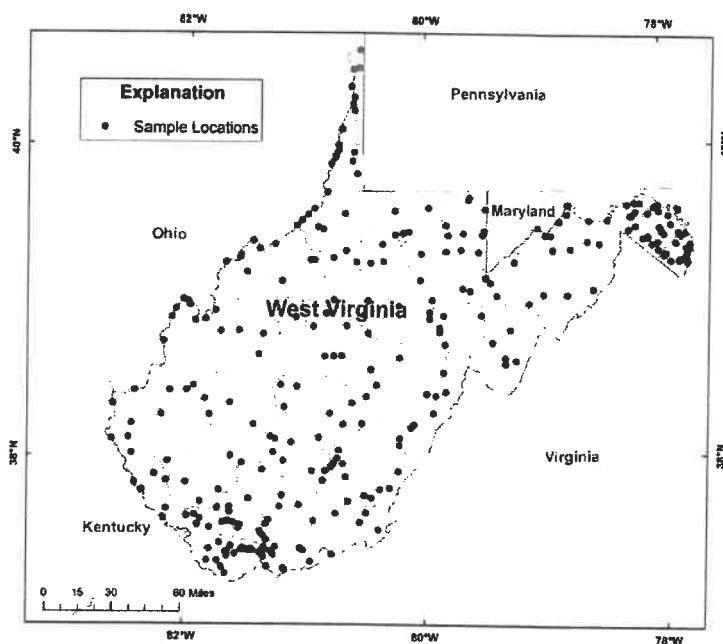 82°W
80°W
78°W
Explanation
Sample Locations
Pennsylvania
40°N
Maryland
Ohio
West Virginia
38°N
38°N
Virginia
Kentucky
0 15 30 60 Miles
82°W
80°W
78°W